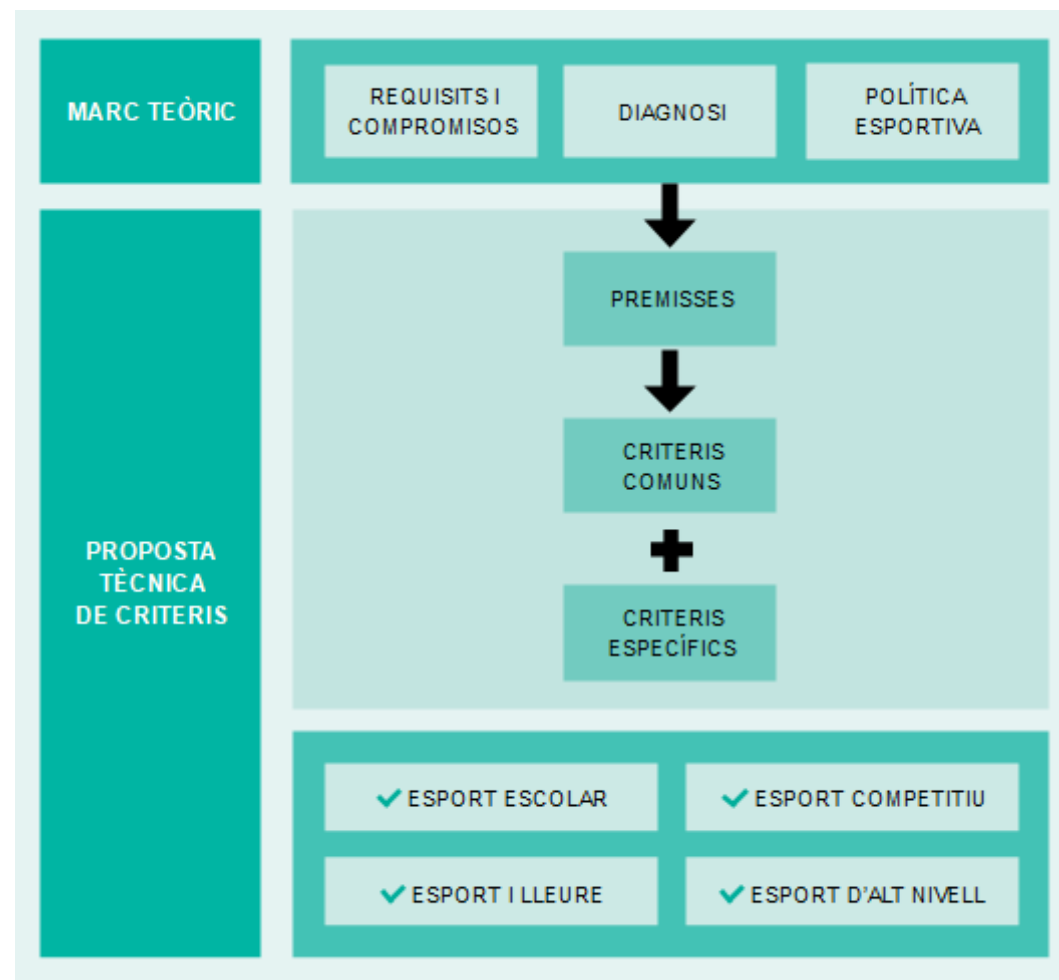 MARC TEÒRIC
REQUISITS I
COMPROMISOS
DIAGNOSI
POLÍTICA
ESPORTIVA
PROPOSTA
TÈCNICA
DE CRITERIS
PREMISSES
CRITERIS
COMUNS
CRITERIS
ESPECÍFICS
ESPORT ESCOLAR
ESPORT COMPETITIU
ESPORT I LLEURE
ESPORT D'ALT NIVELL